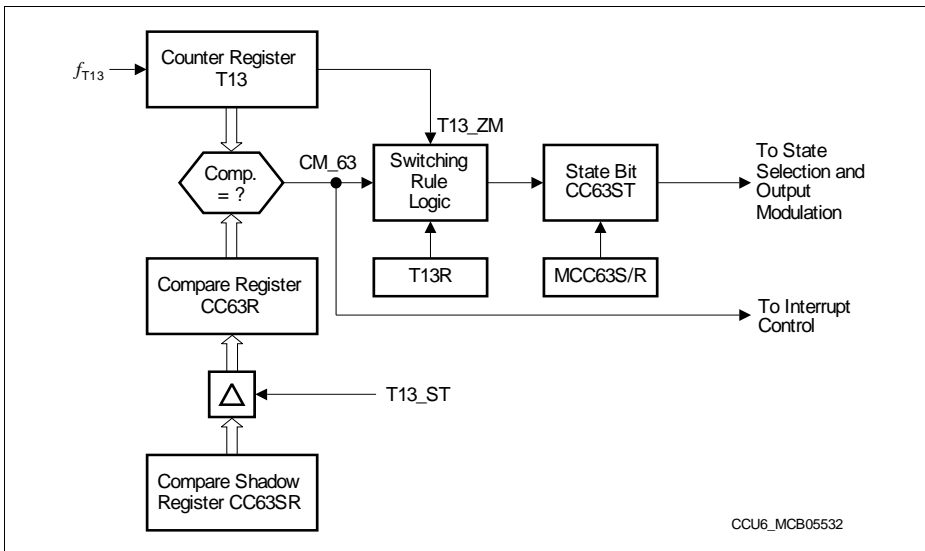 Counter Register
T13
fT13
T13_ZM
CM_63
Comp.
= ?
Switching
Rule
Logic
State Bit
CC63ST
To State
Selection and
Output
Modulation
T13R
MCC63S/R
Compare Register
CC63R
To Interrupt
Control
T13_ST
Compare Shadow
Register CC63SR
CCU6_MCB05532